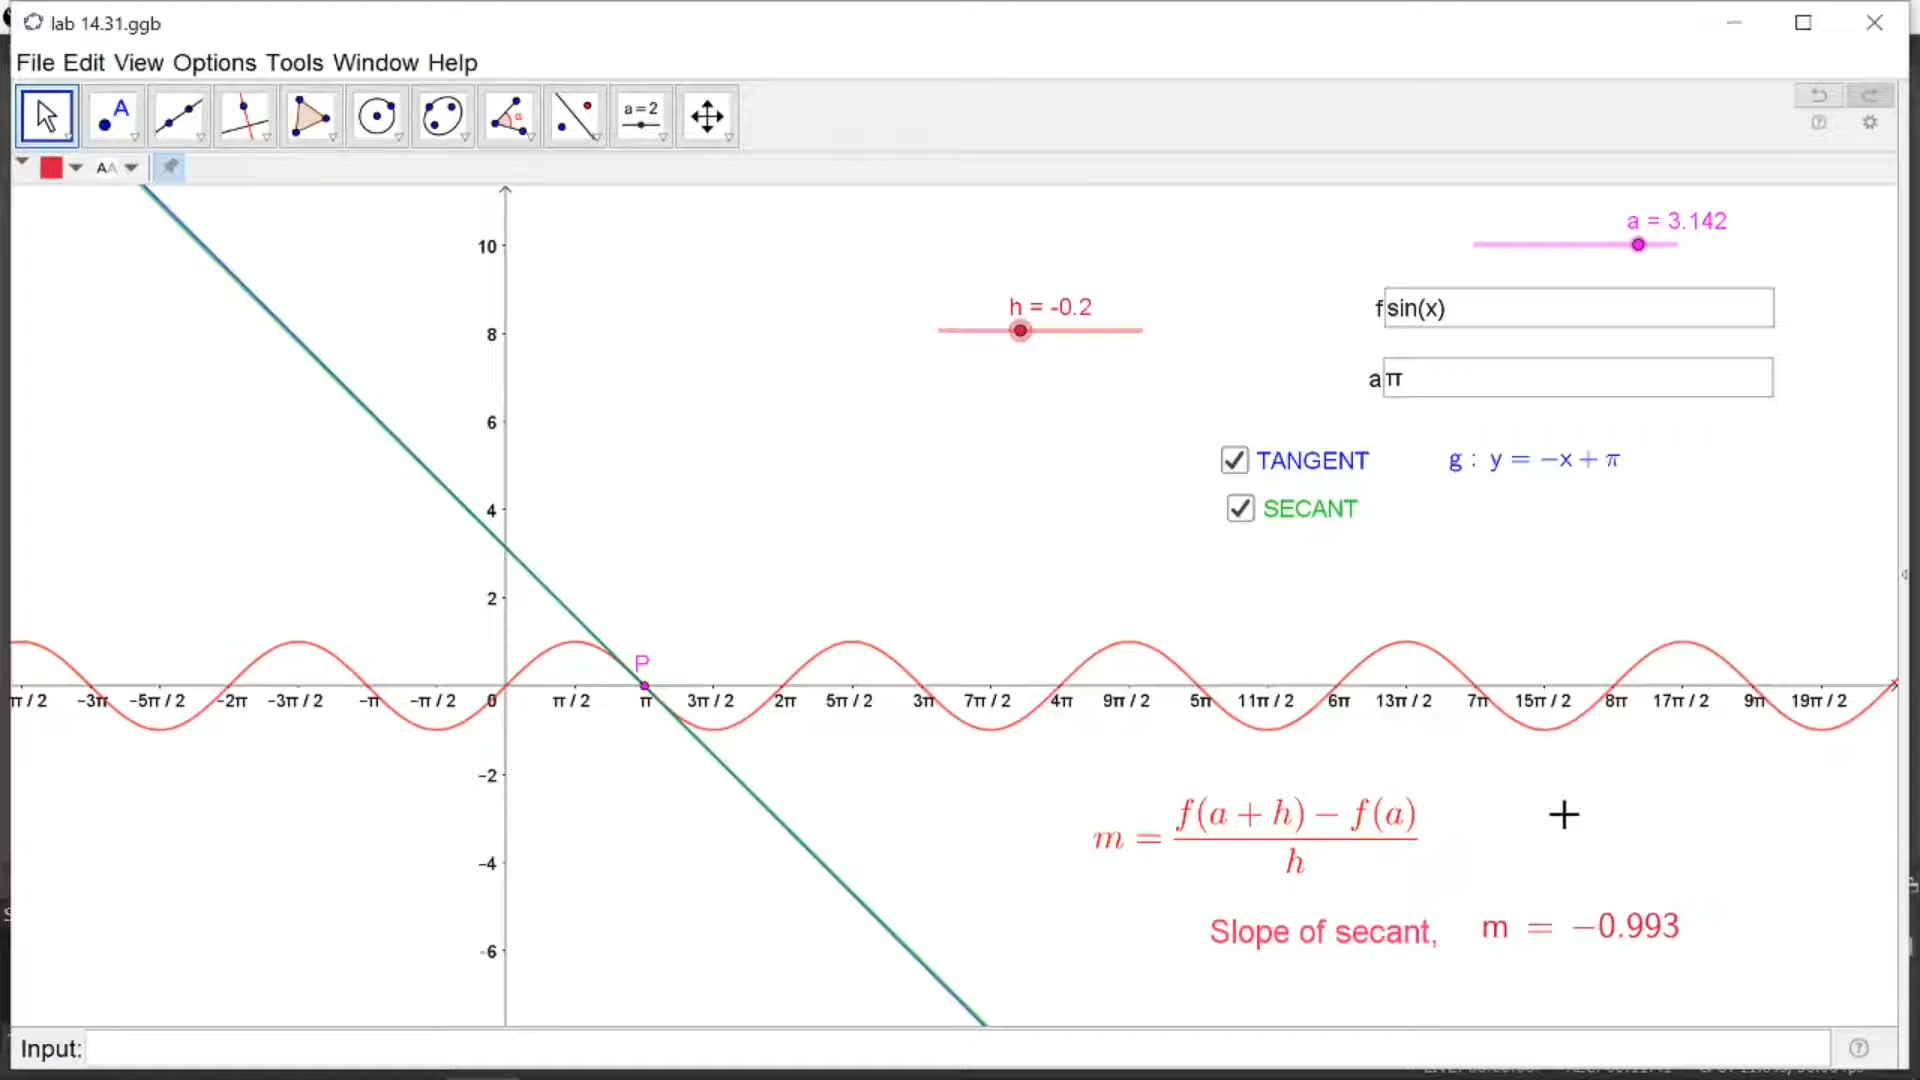 lab 14.31.ggb
File Edit View Options Tools Window Help
A
α
a=2
AA
a = 3.142
10
h = -0.2
fsin(x)
8
aπ
6
TANGENT g : y = −x + π
SECANT
4
2
P
π / 2 -3π -5π / 2 -2π -3π / 2 -π -π / 2 0 π / 2 π 3π / 2 2π 5π / 2 3π 7π / 2 4π 9π / 2 5π 11π / 2 6π 13π / 2 7π 15π / 2 8π 17π / 2 9π 19π / 2
−2
m = f(a + h) − f(a) / h
−4
Slope of secant, m = −0.993
−6
Input: